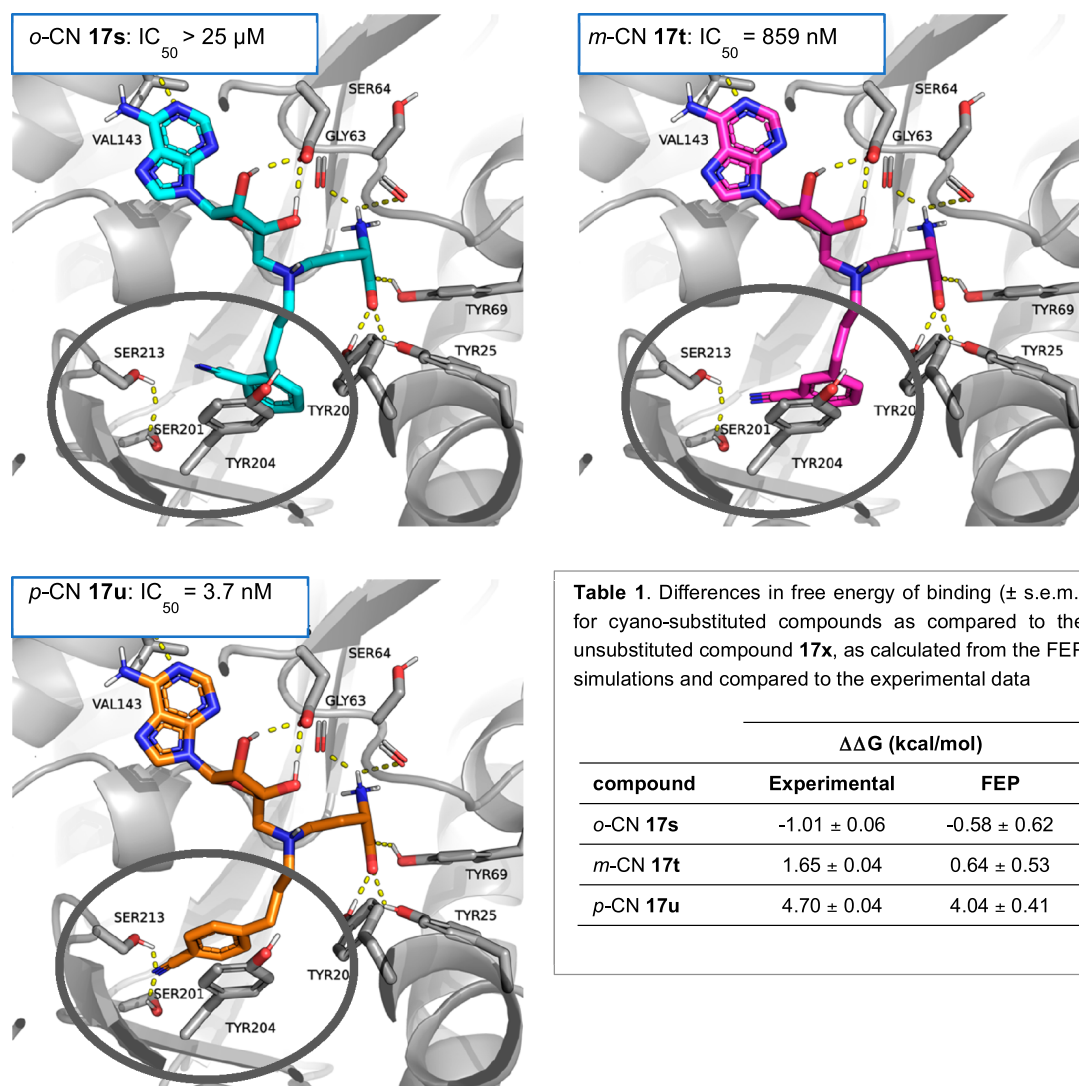 o-CN 17s: IC50 > 25 µM
SER64
VAL143
GLY63
TYR69
SER213
TYR25
TYR20
SER201
TYR204
m-CN 17t: IC50 = 859 nM
SER64
VAL143
GLY63
TYR69
SER213
TYR25
TYR20
SER201
TYR204
p-CN 17u: IC50 = 3.7 nM
SER64
VAL143
GLY63
TYR69
SER213
TYR25
TYR20
SER201
TYR204
Table 1. Differences in free energy of binding (± s.e.m.
for cyano-substituted compounds as compared to the
unsubstituted compound 17x, as calculated from the FEP
simulations and compared to the experimental data
ΔΔG (kcal/mol)
compound Experimental FEP
o-CN 17s -1.01 ± 0.06 -0.58 ± 0.62
m-CN 17t 1.65 ± 0.04 0.64 ± 0.53
p-CN 17u 4.70 ± 0.04 4.04 ± 0.41